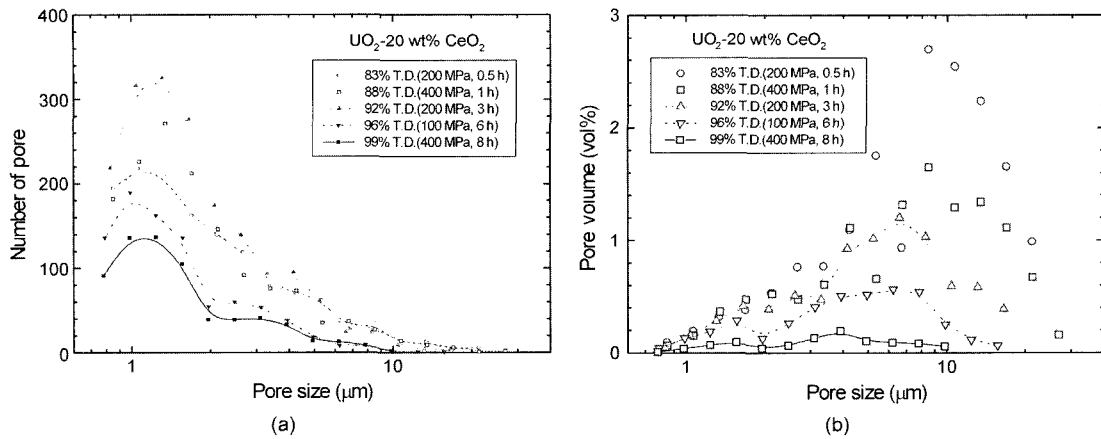 400
300
200
100
0
Number of pore
1
10
Pore size (μm)
UO₂-20 wt% CeO₂
83% T.D.(200 MPa, 0.5 h)
88% T.D.(400 MPa, 1 h)
92% T.D.(200 MPa, 3 h)
96% T.D.(100 MPa, 6 h)
99% T.D.(400 MPa, 8 h)
(a)
3
2
1
0
Pore volume (vol%)
1
10
Pore size (μm)
UO₂-20 wt% CeO₂
83% T.D.(200 MPa, 0.5 h)
88% T.D.(400 MPa, 1 h)
92% T.D.(200 MPa, 3 h)
96% T.D.(100 MPa, 6 h)
99% T.D.(400 MPa, 8 h)
(b)